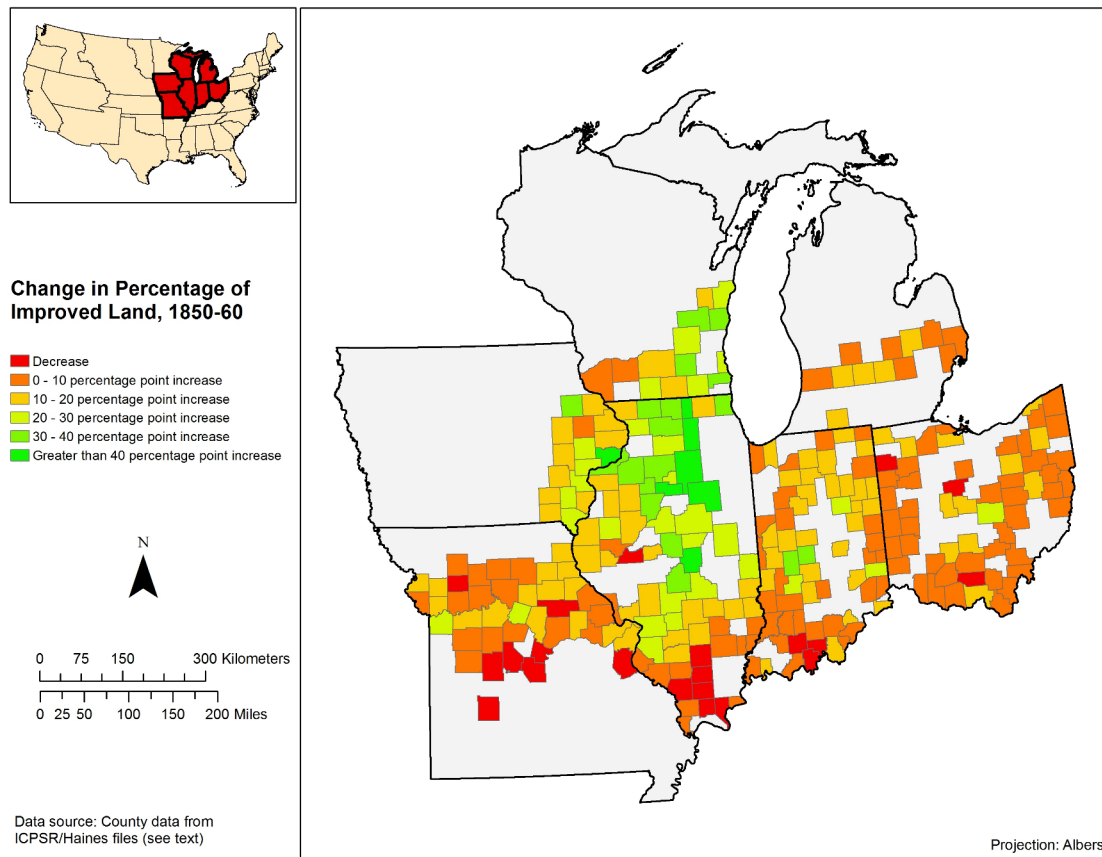 Change in Percentage of
Improved Land, 1850-60
Decrease
0 - 10 percentage point increase
10 - 20 percentage point increase
20 - 30 percentage point increase
30 - 40 percentage point increase
Greater than 40 percentage point increase
N
0 75 150 300 Kilometers
0 25 50 100 150 200 Miles
Data source: County data from
ICPSR/Haines files (see text)
Projection: Albers